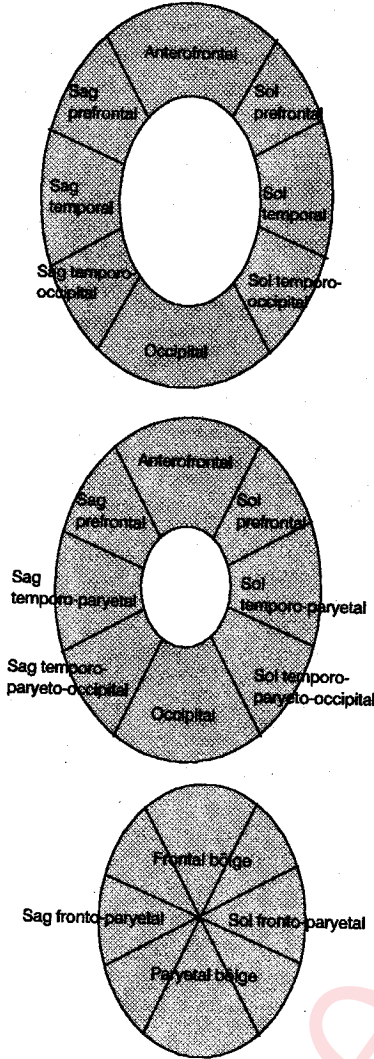 Anterofrontal
Sag
prefrontal
Sol
prefrontal
Sag
temporal
Sol
temporal
Sag temporo-
occipital
Sol temporo-
occipital
Occipital
Anterofrontal
Sag
prefrontal
Sol
prefrontal
Sag
temporo-paryetal
Sol
temporo-paryetal
Sag temporo-
paryeto-occipital
Sol temporo-
paryeto-occipital
Occipital
Frontal bölge
Sag fronto-paryetal
Sol fronto-paryetal
Paryetal bölge